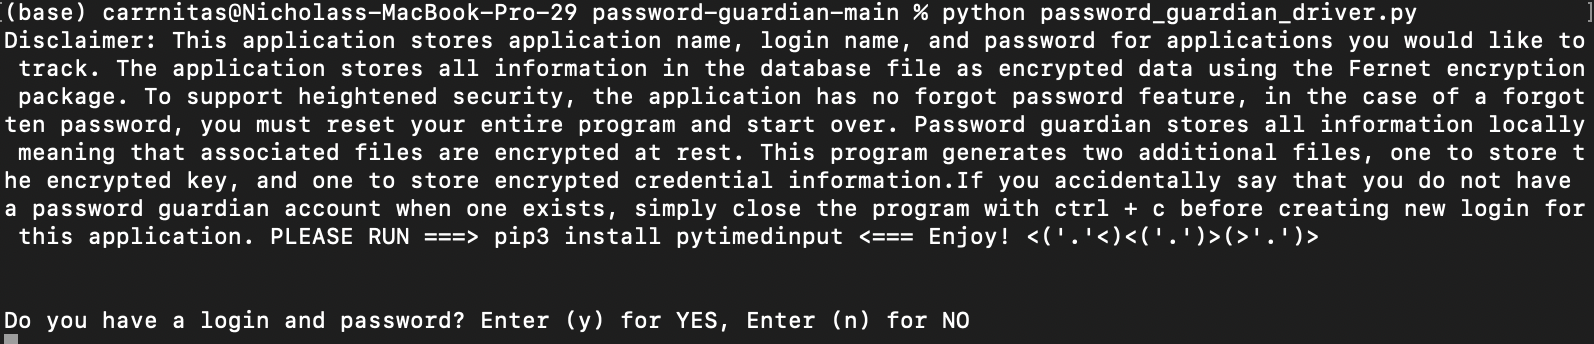 (base) carrnitas@Nicholass-MacBook-Pro-29 password-guardian-main % python password_guardian_driver.py
Disclaimer: This application stores application name, login name, and password for applications you would like to
 track. The application stores all information in the database file as encrypted data using the Fernet encryption
 package. To support heightened security, the application has no forgot password feature, in the case of a forgot
ten password, you must reset your entire program and start over. Password guardian stores all information locally
 meaning that associated files are encrypted at rest. This program generates two additional files, one to store t
he encrypted key, and one to store encrypted credential information.If you accidentally say that you do not have
a password guardian account when one exists, simply close the program with ctrl + c before creating new login for
 this application. PLEASE RUN ===> pip3 install pytimedinput <=== Enjoy! <('.'<)<('.')>(>'.')>
Do you have a login and password? Enter (y) for YES, Enter (n) for NO